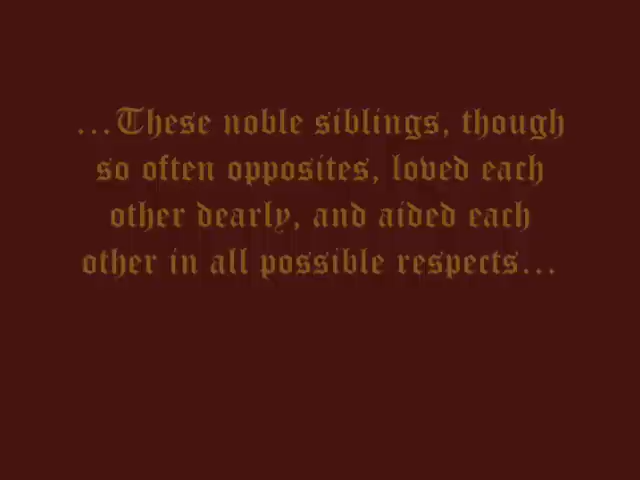 ...These noble siblings, though
so often opposites, loved each
other dearly, and aided each
other in all possible respects...